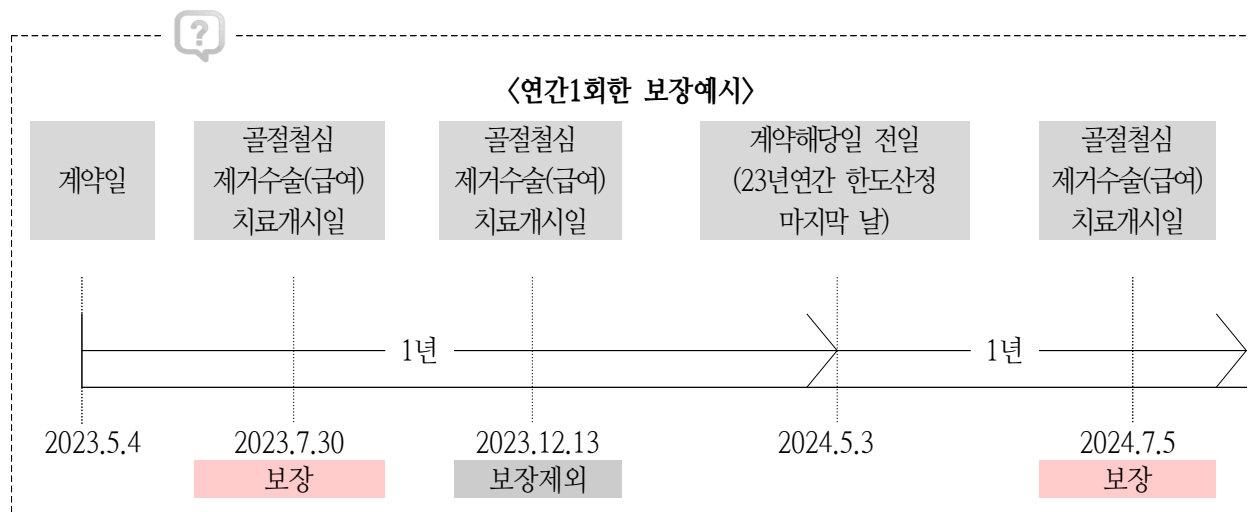 ?
〈연간1회한 보장예시〉
계약일
골절철심
제거수술(급여)
치료개시일
골절철심
제거수술(급여)
치료개시일
계약해당일 전일
(23년연간 한도산정
마지막 날)
골절철심
제거수술(급여)
치료개시일
1년
1년
2023.5.4
2023.7.30
2023.12.13
2024.5.3
2024.7.5
보장
보장제외
보장